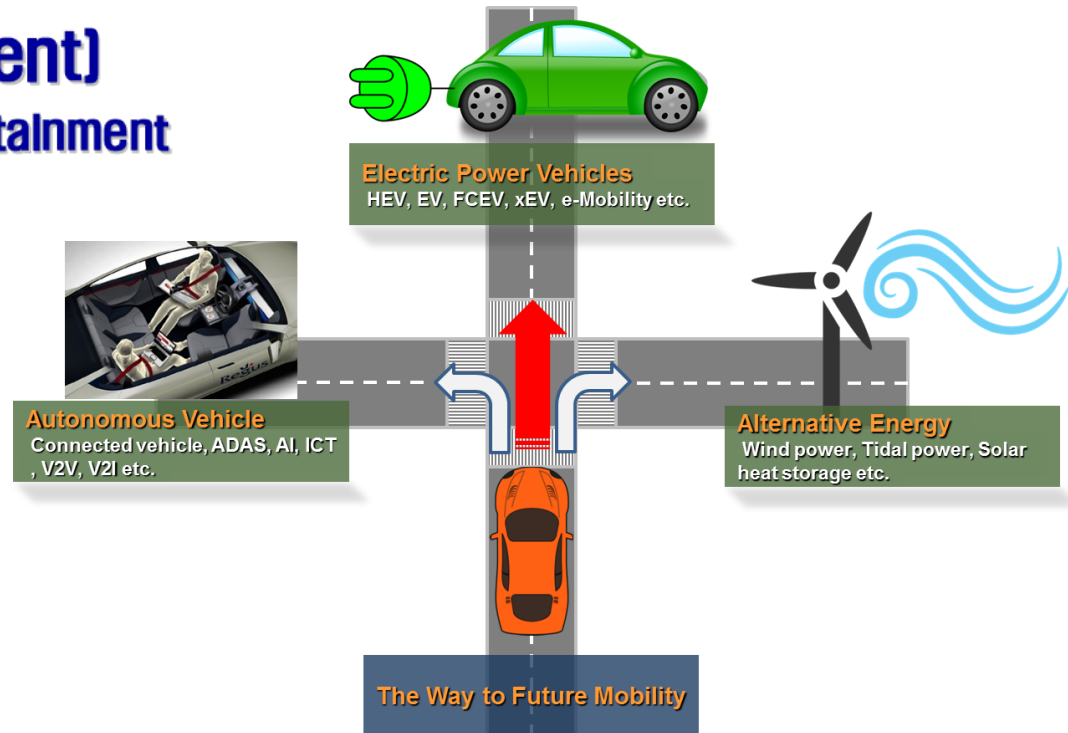 ent)
tainment
Electric Power Vehicles
HEV, EV, FCEV, xEV, e-Mobility etc.
Regus
Autonomous Vehicle
Connected vehicle, ADAS, AI, ICT
, V2V, V2I etc.
Alternative Energy
Wind power, Tidal power, Solar
heat storage etc.
The Way to Future Mobility